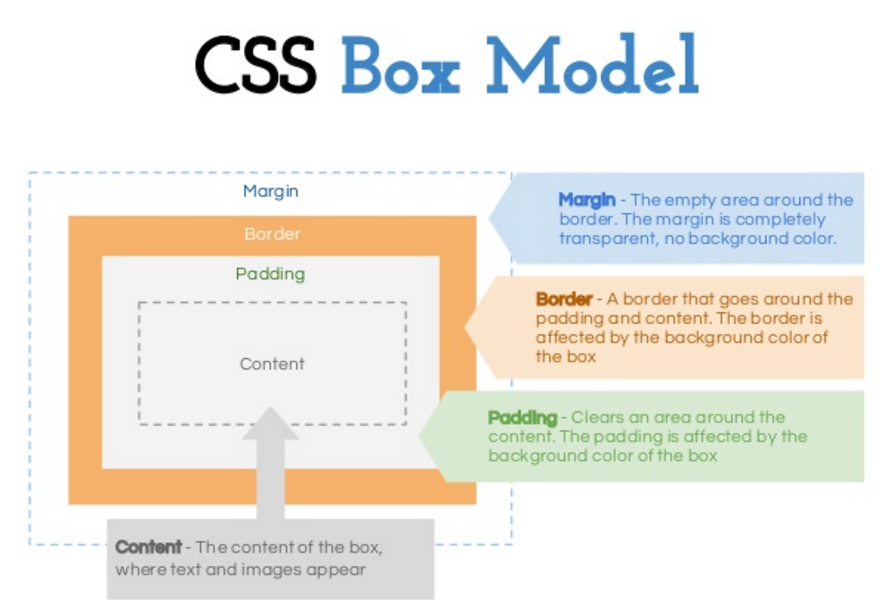 CSS Box Model
Margin
Border
Padding
Content
Margin - The empty area around the
border. The margin is completely
transparent, no background color.
Border - A border that goes around the
padding and content. The border is
affected by the background color of
the box
Padding - Clears an area around the
content. The padding is affected by the
background color of the box
Content - The content of the box,
where text and images appear